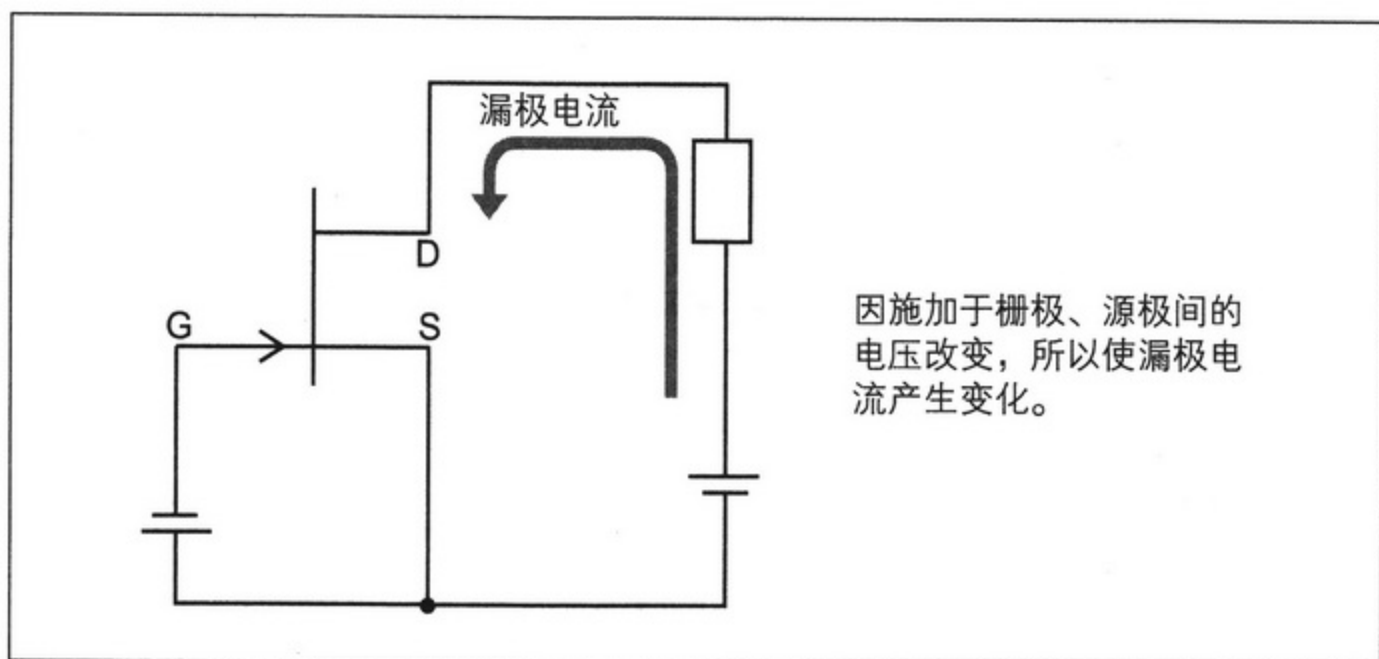 漏极电流
D
G
S
因施加于栅极、源极间的
电压改变，所以使漏极电
流产生变化。